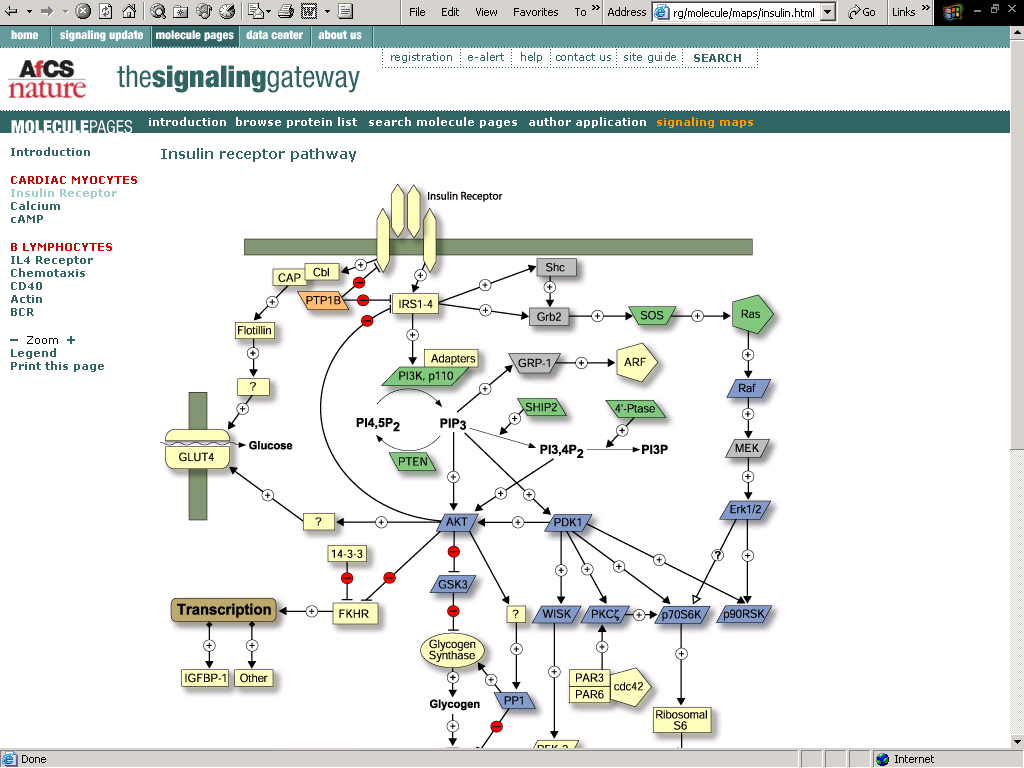 File Edit View Favorites To » Address rg/molecule/maps/insulin.html Go Links »
home signaling update molecule pages data center about us
registration e-alert help contact us site guide SEARCH
AfCS
nature
thesignalinggateway
MOLECULEPAGES introduction browse protein list search molecule pages author application signaling maps
Introduction
CARDIAC MYOCYTES
Insulin Receptor
Calcium
cAMP
B LYMPHOCYTES
IL4 Receptor
Chemotaxis
CD40
Actin
BCR
− Zoom +
Legend
Print this page
Insulin receptor pathway
Insulin Receptor
Cbl
CAP
PTP1B
IRS1-4
Shc
Grb2
SOS
Ras
Flotillin
?
Adapters
PI3K, p110
GRP-1
ARF
Raf
SHIP2
4'-Ptase
PI4,5P2
PIP3
PI3,4P2
PI3P
MEK
GLUT4
Glucose
PTEN
Erk1/2
?
AKT
PDK1
?
14-3-3
GSK3
Transcription
FKHR
?
WISK
PKCζ
p70S6K
p90RSK
Glycogen
Synthase
IGFBP-1
Other
PAR3
PAR6
cdc42
Glycogen
PP1
Ribosomal
S6
Done
Internet